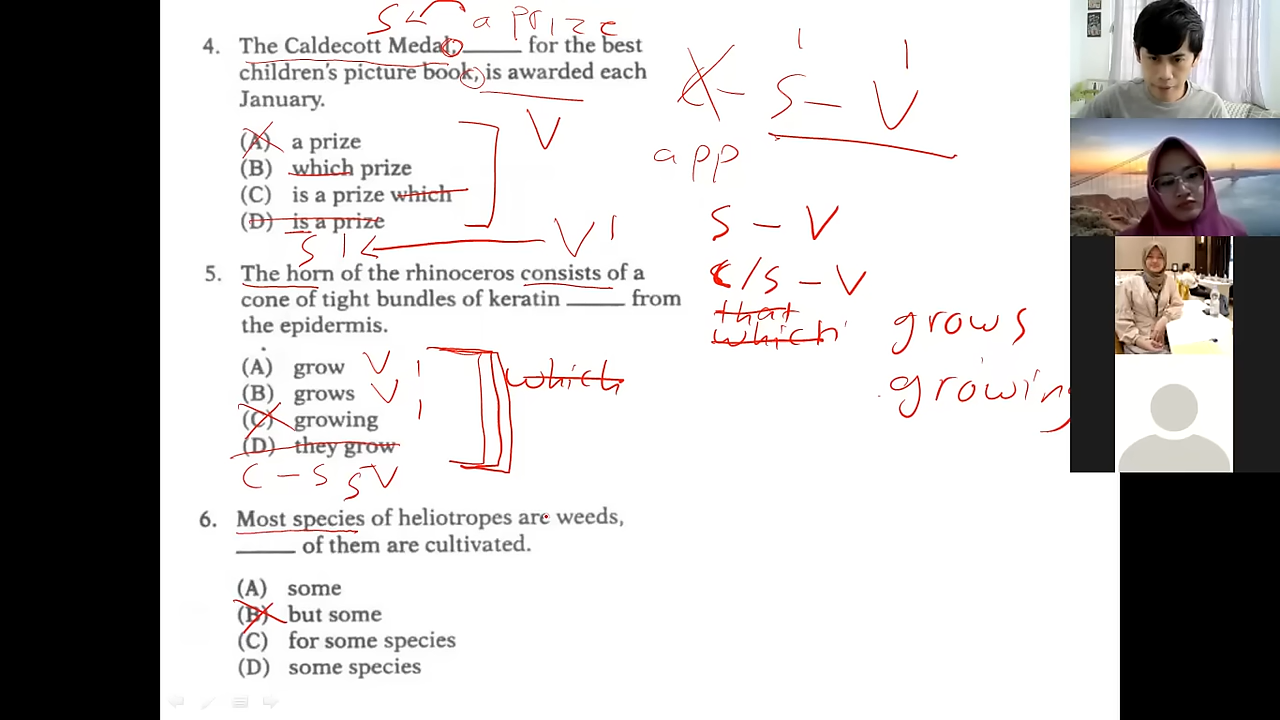 S a prize
4. The Caldecott Medal, ____ for the best
children's picture book, is awarded each
January.
V
(A) a prize
(B) which prize
(C) is a prize which
(D) is a prize
S V
app
S - V
C/S - V
that
which
S V
5. The horn of the rhinoceros consists of a
cone of tight bundles of keratin ____ from
the epidermis.
(A) grow V
(B) grows V
(C) growing
(D) they grow
C - S S V
which
grows
growing
6. Most species of heliotropes are weeds,
____ of them are cultivated.
(A) some
(B) but some
(C) for some species
(D) some species